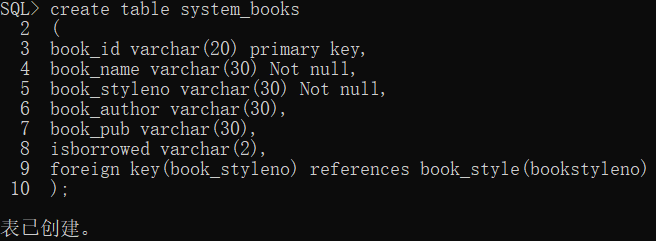 SQL> create table system_books
2 (
3 book_id varchar(20) primary key,
4 book_name varchar(30) Not null,
5 book_styleno varchar(30) Not null,
6 book_author varchar(30),
7 book_pub varchar(30),
8 isborrowed varchar(2),
9 foreign key(book_styleno) references book_style(bookstyleno)
10 );
表已创建。